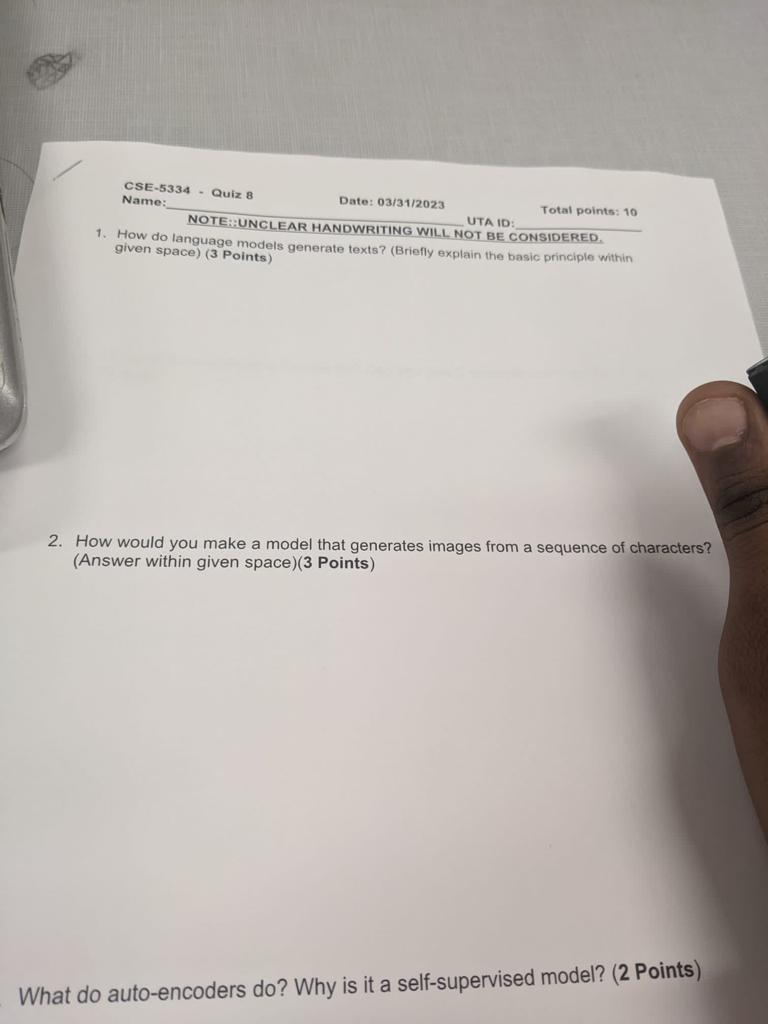 CSE-5334 - Quiz 8 Date: 03/31/2023 Total points: 10
Name: UTA ID:
NOTE::UNCLEAR HANDWRITING WILL NOT BE CONSIDERED.
1. How do language models generate texts? (Briefly explain the basic principle within
given space) (3 Points)
2. How would you make a model that generates images from a sequence of characters?
(Answer within given space)(3 Points)
What do auto-encoders do? Why is it a self-supervised model? (2 Points)